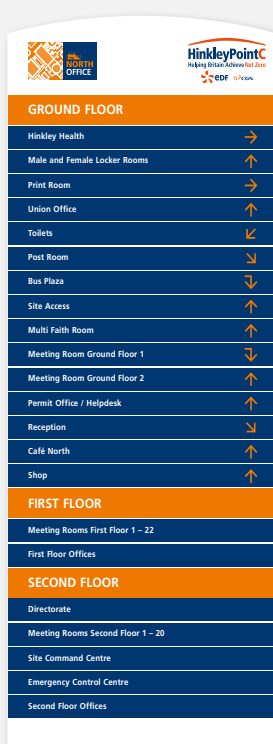 NORTH
OFFICE
HinkleyPointC
Helping Britain Achieve Net Zero
eDF CGN
GROUND FLOOR
Hinkley Health
Male and Female Locker Rooms
Print Room
Union Office
Toilets
Post Room
Bus Plaza
Site Access
Multi Faith Room
Meeting Room Ground Floor 1
Meeting Room Ground Floor 2
Permit Office / Helpdesk
Reception
Café North
Shop
FIRST FLOOR
Meeting Rooms First Floor 1 – 22
First Floor Offices
SECOND FLOOR
Directorate
Meeting Rooms Second Floor 1 – 20
Site Command Centre
Emergency Control Centre
Second Floor Offices